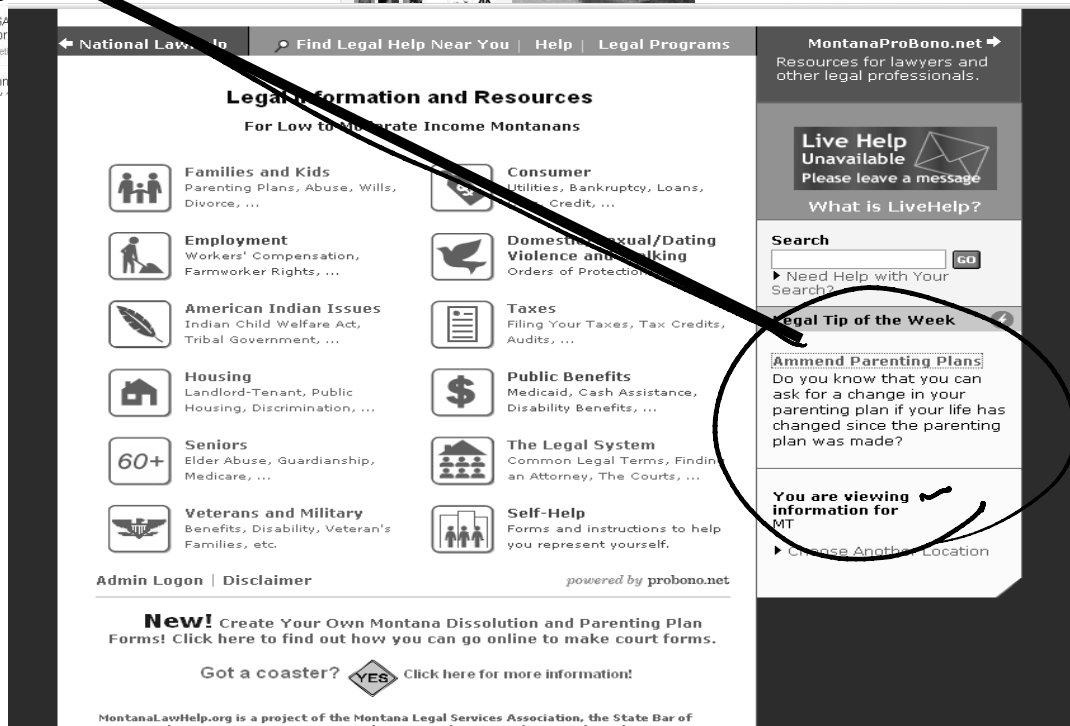 National Law Help
Find Legal Help Near You | Help | Legal Programs
MontanaProBono.net
Resources for lawyers and
other legal professionals.
Legal Information and Resources
For Low to Moderate Income Montanans
Families and Kids
Parenting Plans, Abuse, Wills,
Divorce, ...
Consumer
Utilities, Bankruptcy, Loans,
Credit, ...
Employment
Workers' Compensation,
Farmworker Rights, ...
Domestic/Sexual/Dating
Violence and Stalking
Orders of Protection
American Indian Issues
Indian Child Welfare Act,
Tribal Government, ...
Taxes
Filing Your Taxes, Tax Credits,
Audits, ...
Housing
Landlord-Tenant, Public
Housing, Discrimination, ...
$
Public Benefits
Medicaid, Cash Assistance,
Disability Benefits, ...
60+
Seniors
Elder Abuse, Guardianship,
Medicare, ...
The Legal System
Common Legal Terms, Finding
an Attorney, The Courts, ...
Veterans and Military
Benefits, Disability, Veteran's
Families, etc.
Self-Help
Forms and instructions to help
you represent yourself.
Admin Logon | Disclaimer
powered by probono.net
New! Create Your Own Montana Dissolution and Parenting Plan
Forms! Click here to find out how you can go online to make court forms.
Got a coaster? YES Click here for more information!
MontanaLawHelp.org is a project of the Montana Legal Services Association, the State Bar of
Live Help
Unavailable
Please leave a message
What is LiveHelp?
Search
GO
Need Help with Your
Search?
Legal Tip of the Week
Ammend Parenting Plans
Do you know that you can
ask for a change in your
parenting plan if your life has
changed since the parenting
plan was made?
You are viewing
information for
MT
Choose Another Location